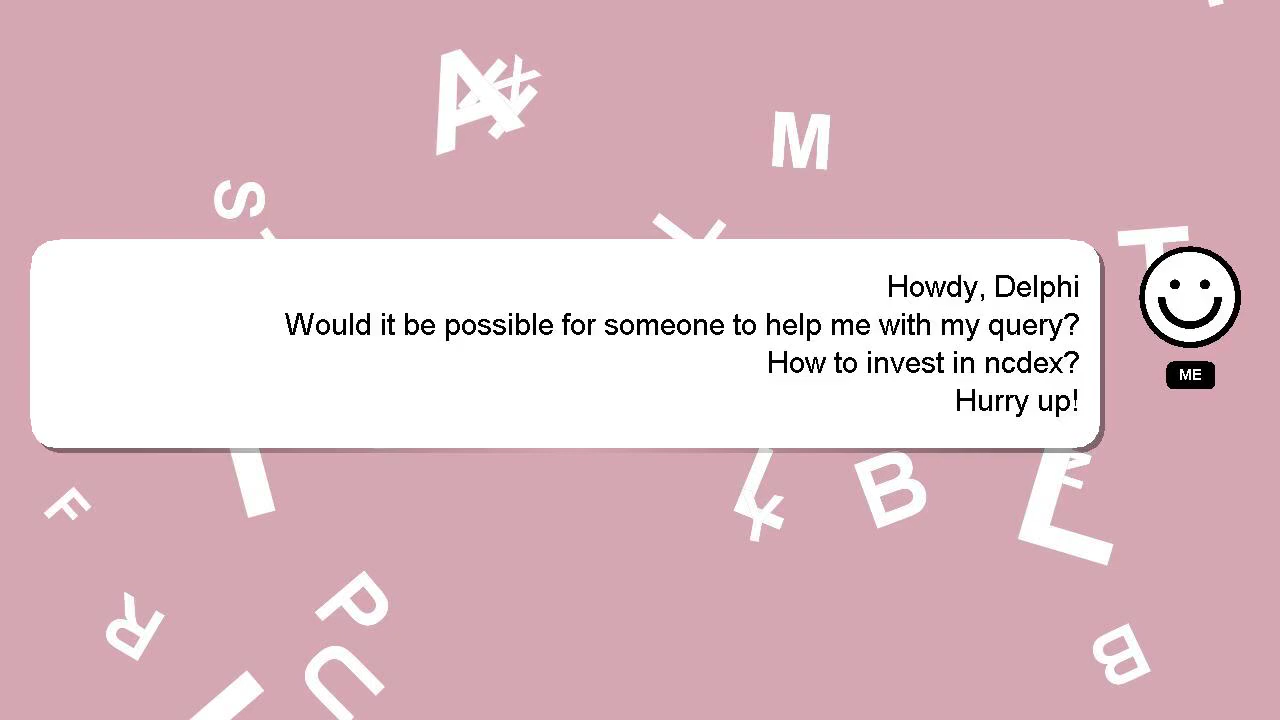 Howdy, Delphi
Would it be possible for someone to help me with my query?
How to invest in ncdex?
Hurry up!
ME